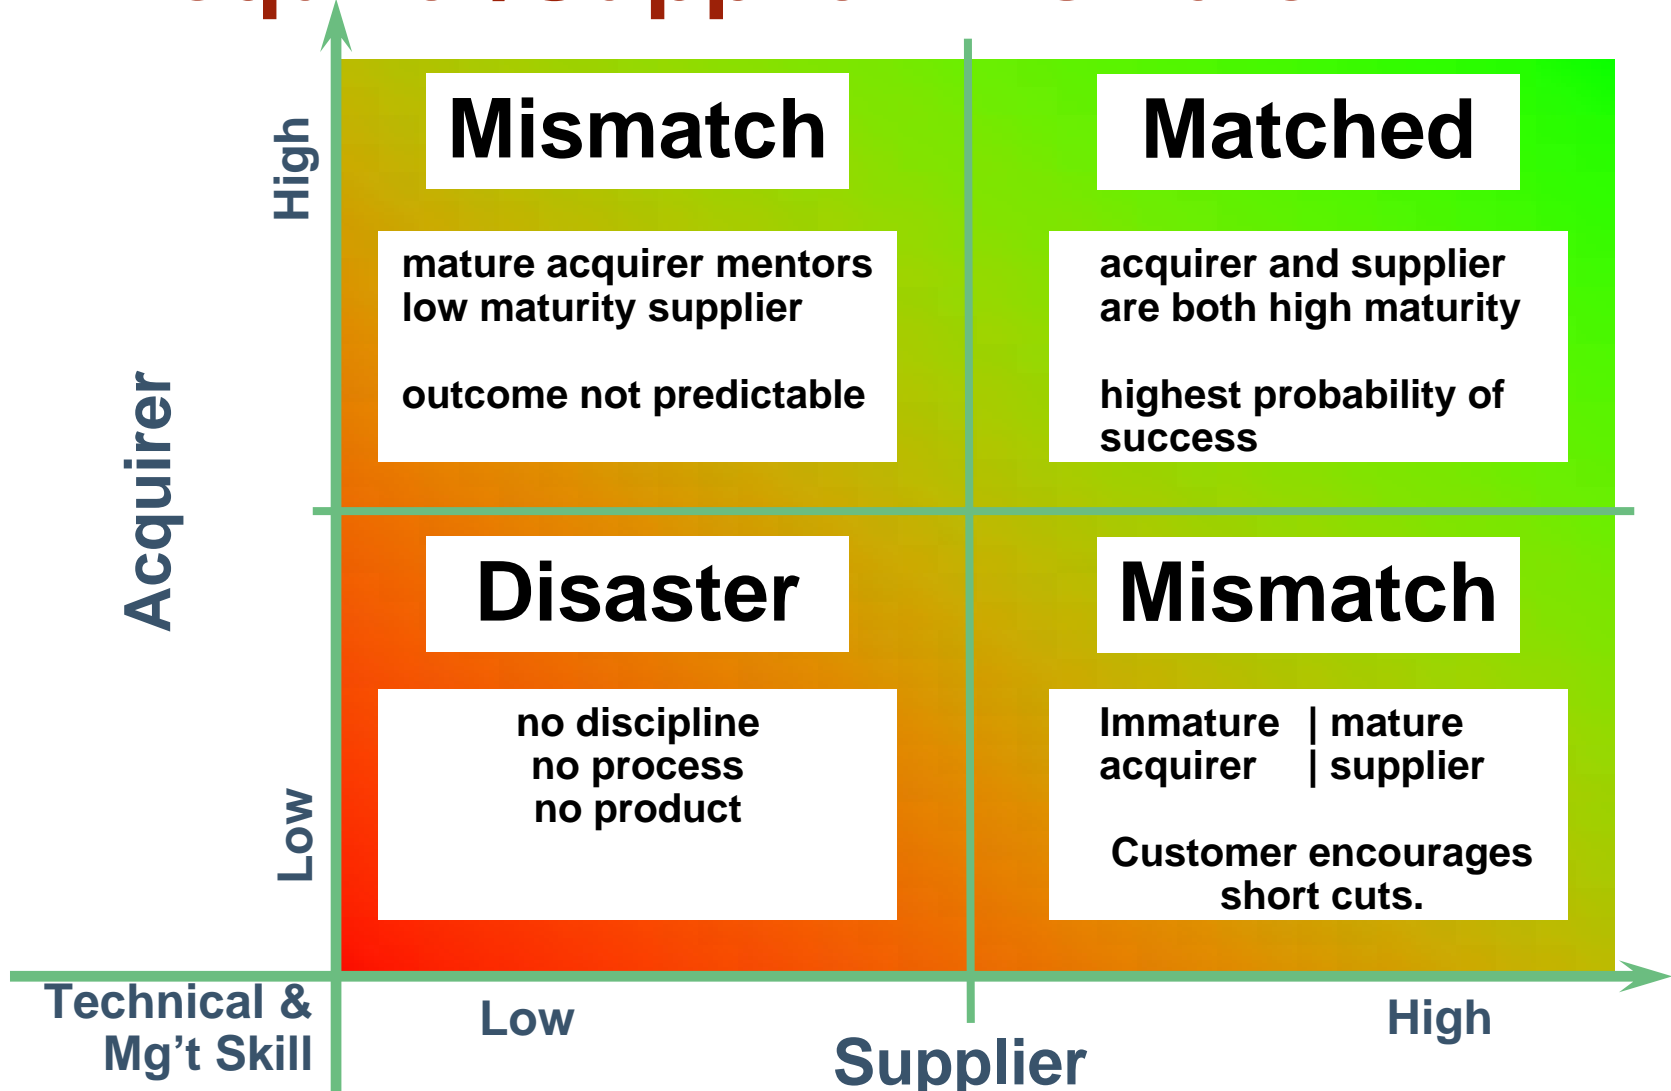 High
Mismatch
Matched
mature acquirer mentors
low maturity supplier
outcome not predictable
acquirer and supplier
are both high maturity
highest probability of
success
Acquirer
Disaster
Mismatch
no discipline
no process
no product
Immature | mature
acquirer | supplier
Customer encourages
short cuts.
Low
Technical &
Mg't Skill
Low
High
Supplier